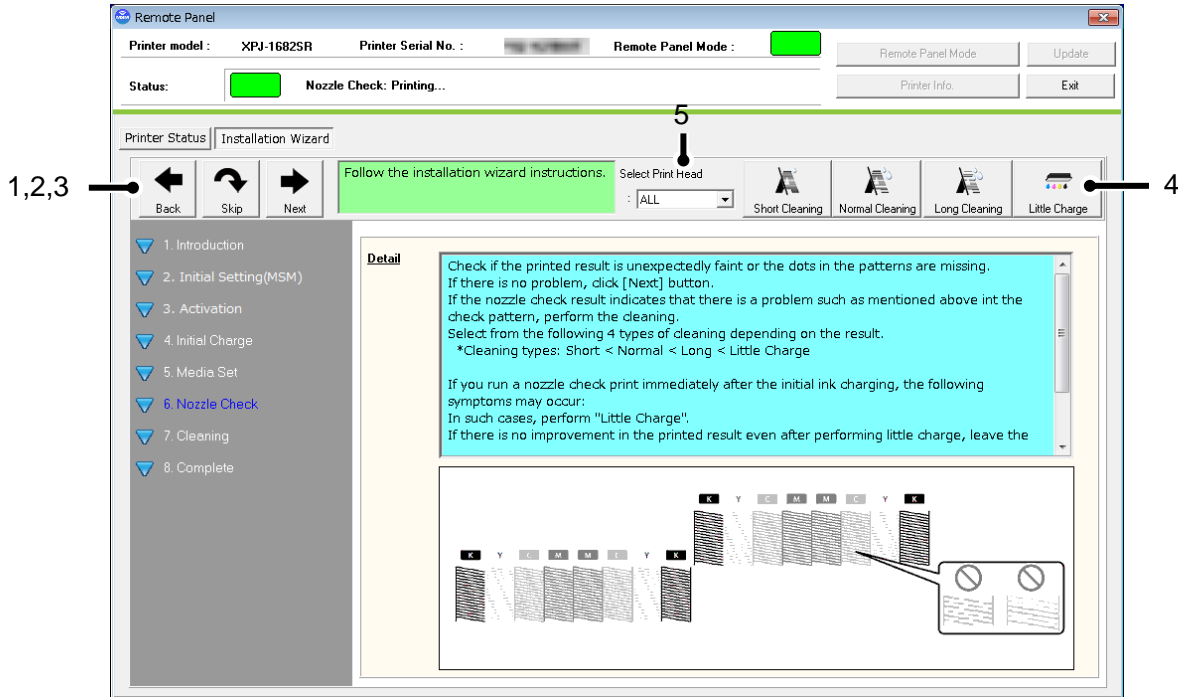 Remote Panel
Printer model : XPJ-1682SR Printer Serial No. : Remote Panel Mode : Remote Panel Mode Update
Status: Nozzle Check: Printing... Printer Info. Exit
5
Printer Status Installation Wizard
1,2,3
Back Skip Next
Follow the installation wizard instructions.
Select Print Head
: ALL
Short Cleaning Normal Cleaning Long Cleaning Little Charge
4
1. Introduction
2. Initial Setting(MSM)
3. Activation
4. Initial Charge
5. Media Set
6. Nozzle Check
7. Cleaning
8. Complete
Detail
Check if the printed result is unexpectedly faint or the dots in the patterns are missing.
If there is no problem, click [Next] button.
If the nozzle check result indicates that there is a problem such as mentioned above int the
check pattern, perform the cleaning.
Select from the following 4 types of cleaning depending on the result.
*Cleaning types: Short < Normal < Long < Little Charge
If you run a nozzle check print immediately after the initial ink charging, the following
symptoms may occur:
In such cases, perform "Little Charge".
If there is no improvement in the printed result even after performing little charge, leave the
K Y C M M C Y K
K Y C M M C Y K